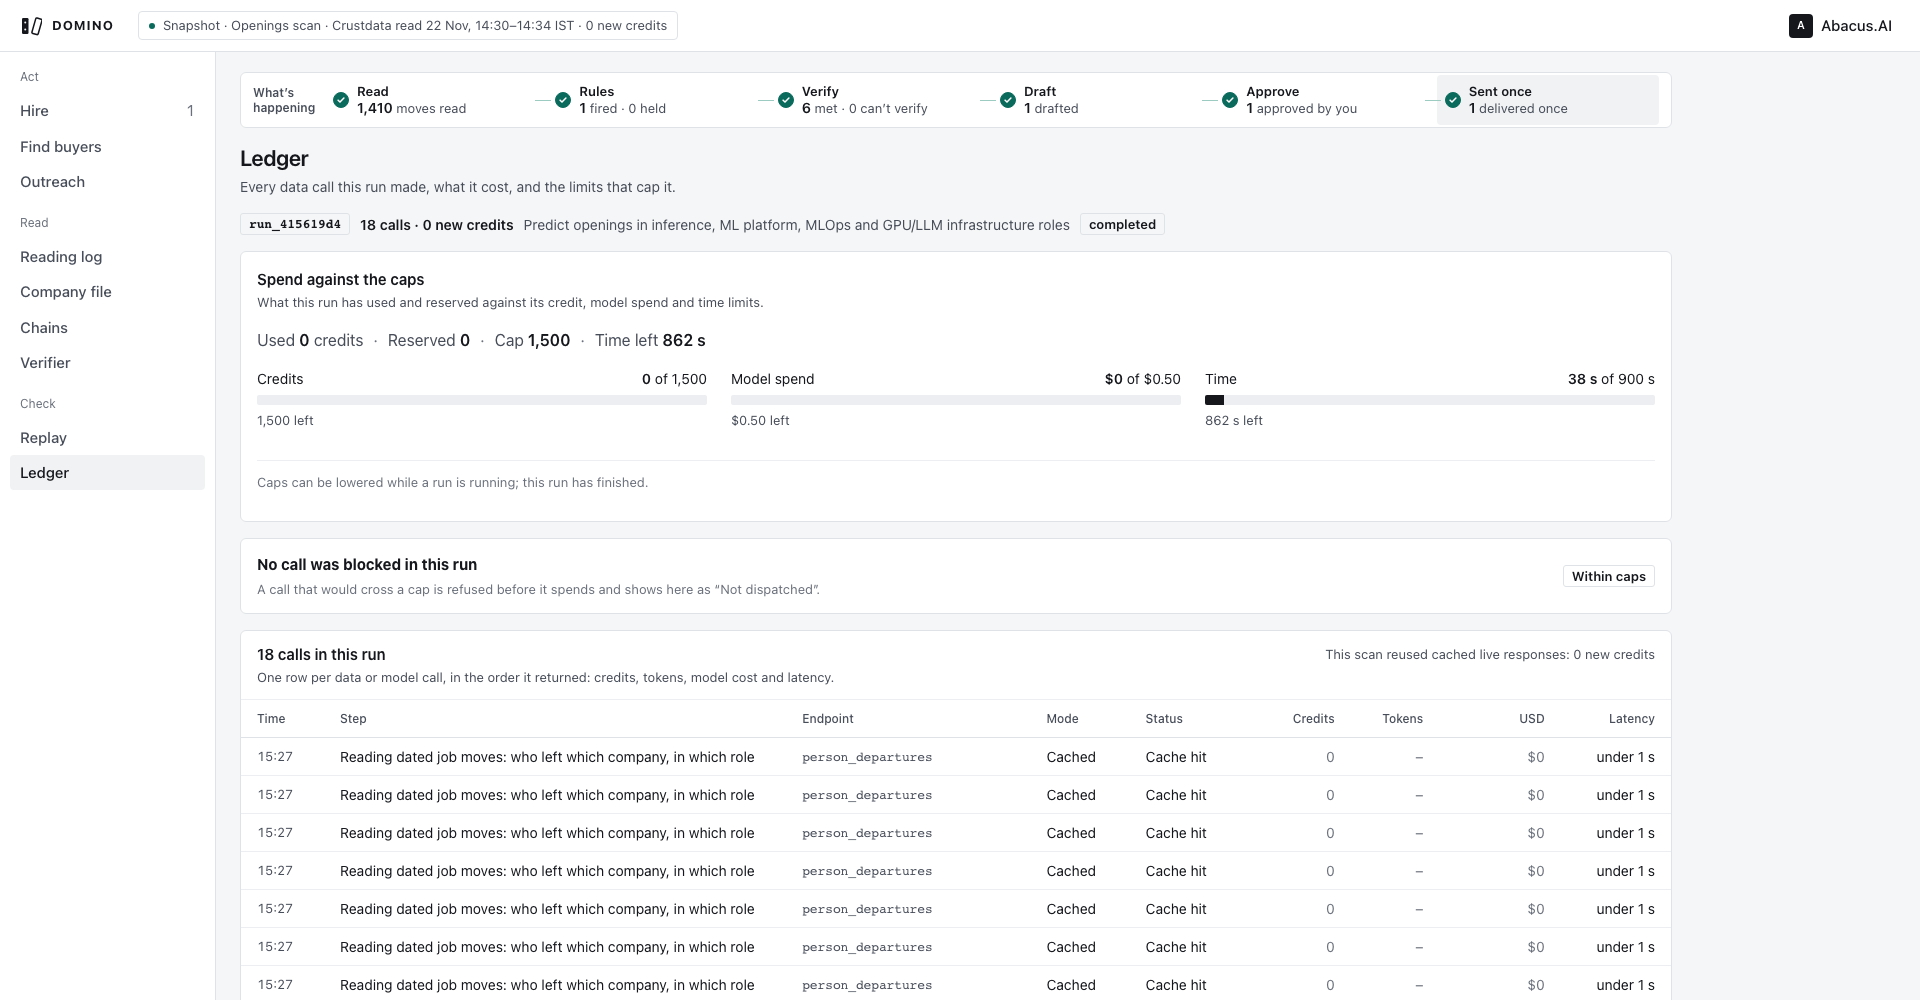 DOMINO
Snapshot · Openings scan · Crustdata read 22 Nov, 14:30–14:34 IST · 0 new credits
A
Abacus.AI
Act
Hire 1
Find buyers
Outreach
Read
Reading log
Company file
Chains
Verifier
Check
Replay
Ledger
What’s happening
Read
1,410 moves read
Rules
1 fired · 0 held
Verify
6 met · 0 can’t verify
Draft
1 drafted
Approve
1 approved by you
Sent once
1 delivered once
Ledger
Every data call this run made, what it cost, and the limits that cap it.
run_415619d4 18 calls · 0 new credits Predict openings in inference, ML platform, MLOps and GPU/LLM infrastructure roles completed
Spend against the caps
What this run has used and reserved against its credit, model spend and time limits.
Used 0 credits · Reserved 0 · Cap 1,500 · Time left 862 s
Credits 0 of 1,500
1,500 left
Model spend $0 of $0.50
$0.50 left
Time 38 s of 900 s
862 s left
Caps can be lowered while a run is running; this run has finished.
No call was blocked in this run
A call that would cross a cap is refused before it spends and shows here as “Not dispatched”.
Within caps
18 calls in this run
This scan reused cached live responses: 0 new credits
One row per data or model call, in the order it returned: credits, tokens, model cost and latency.
Time Step Endpoint Mode Status Credits Tokens USD Latency
15:27 Reading dated job moves: who left which company, in which role person_departures Cached Cache hit 0 – $0 under 1 s
15:27 Reading dated job moves: who left which company, in which role person_departures Cached Cache hit 0 – $0 under 1 s
15:27 Reading dated job moves: who left which company, in which role person_departures Cached Cache hit 0 – $0 under 1 s
15:27 Reading dated job moves: who left which company, in which role person_departures Cached Cache hit 0 – $0 under 1 s
15:27 Reading dated job moves: who left which company, in which role person_departures Cached Cache hit 0 – $0 under 1 s
15:27 Reading dated job moves: who left which company, in which role person_departures Cached Cache hit 0 – $0 under 1 s
15:27 Reading dated job moves: who left which company, in which role person_departures Cached Cache hit 0 – $0 under 1 s